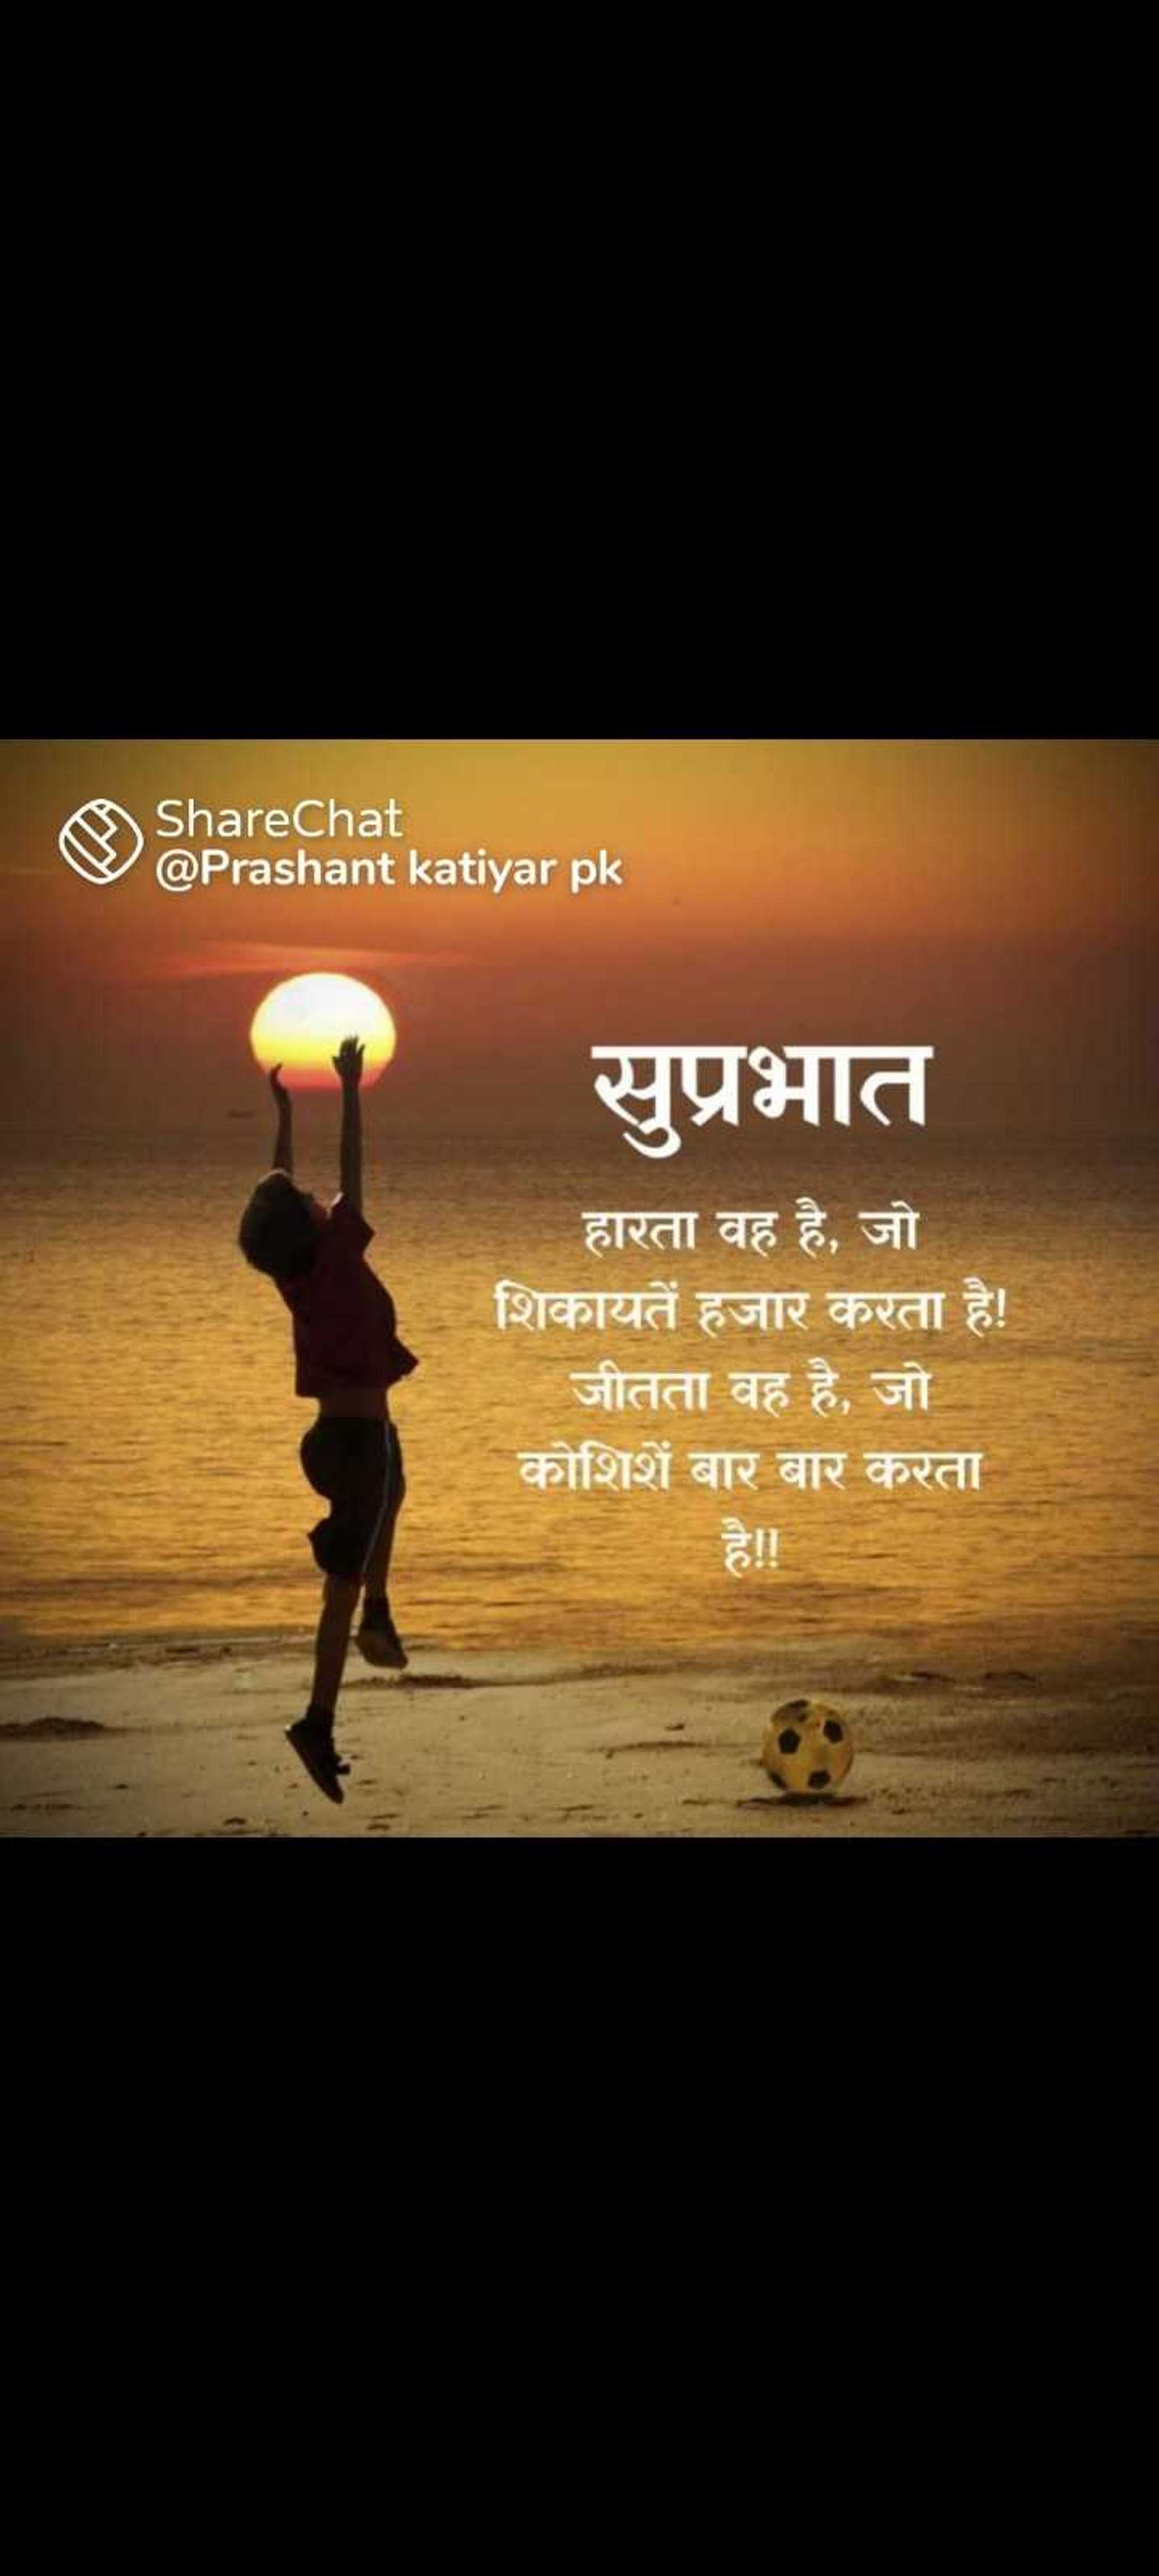 ShareChat
@Prashant katiyar pk
सुप्रभात
हारता वह है, जो
शिकायतें हजार करता है!
जीतता वह है, जो
कोशिशें बार बार करता
है!!